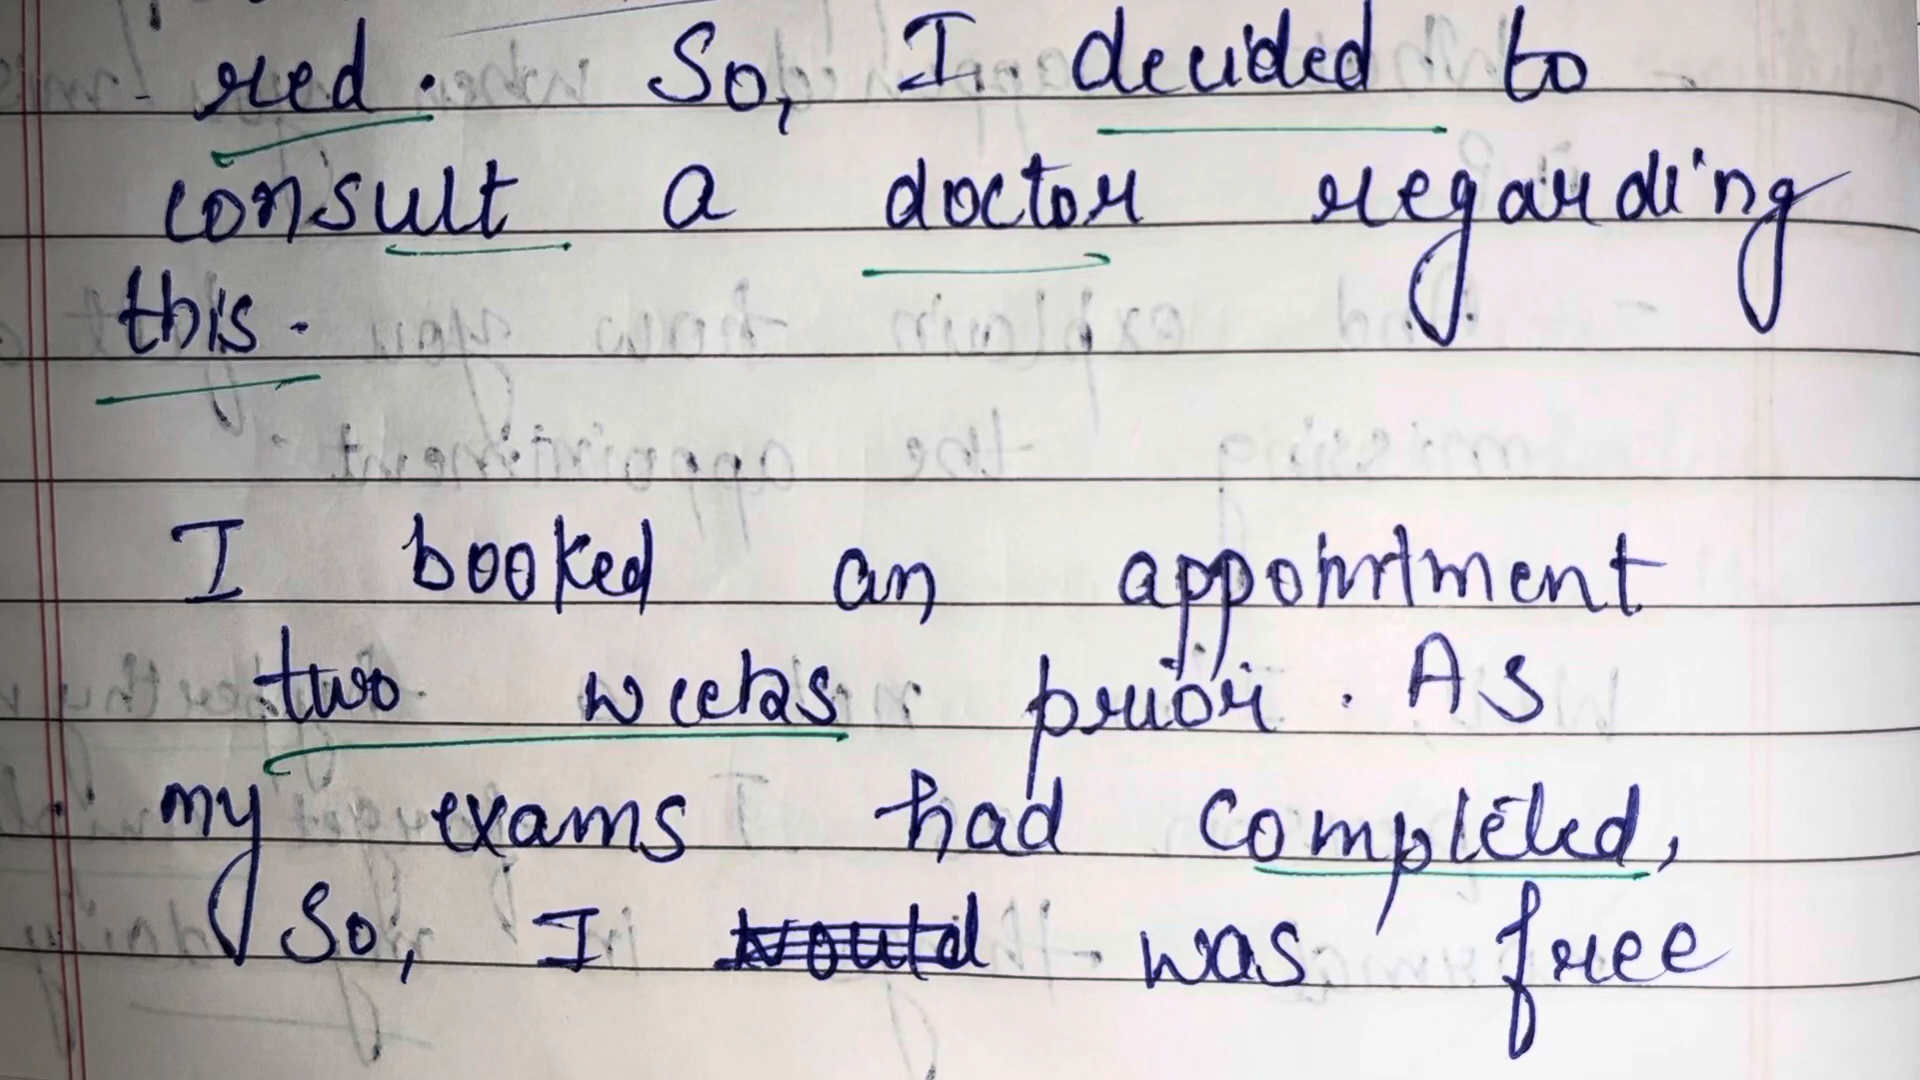 red. So, I decided to
consult a doctor regarding
this.
I booked an appointment
two weeks prior. As
my exams had completed,
So, I was free